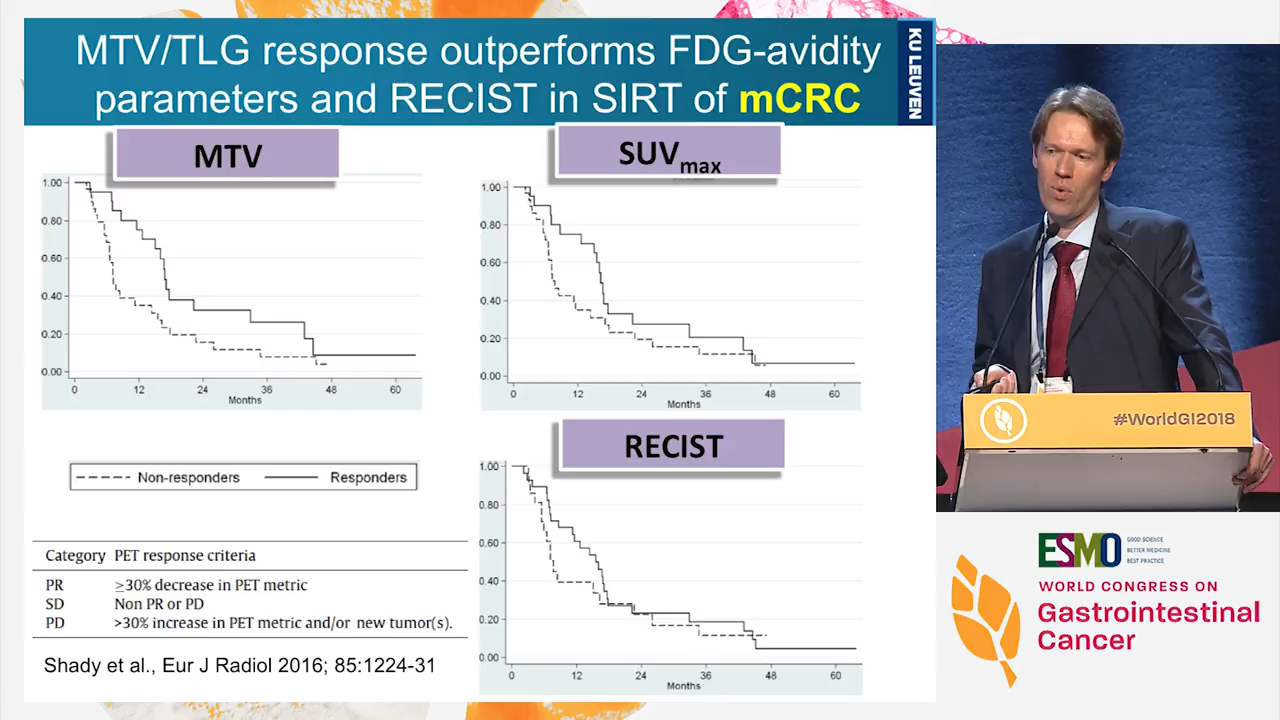 MTV/TLG response outperforms FDG-avidity
parameters and RECIST in SIRT of mCRC
KU LEUVEN
MTV
1.00
0.80
0.60
0.40
0.20
0.00
0 12 24 36 48 60
Months
SUVmax
1.00
0.80
0.60
0.40
0.20
0.00
0 12 24 36 48 60
Months
RECIST
1.00
0.80
0.60
0.40
0.20
0.00
0 12 24 36 48 60
Months
Non-responders Responders
Category PET response criteria
PR ≥30% decrease in PET metric
SD Non PR or PD
PD >30% increase in PET metric and/or new tumor(s).
Shady et al., Eur J Radiol 2016; 85:1224-31
#WorldGI2018
ESMO
GOOD SCIENCE
BETTER MEDICINE
BEST PRACTICE
WORLD CONGRESS ON
Gastrointestinal
Cancer